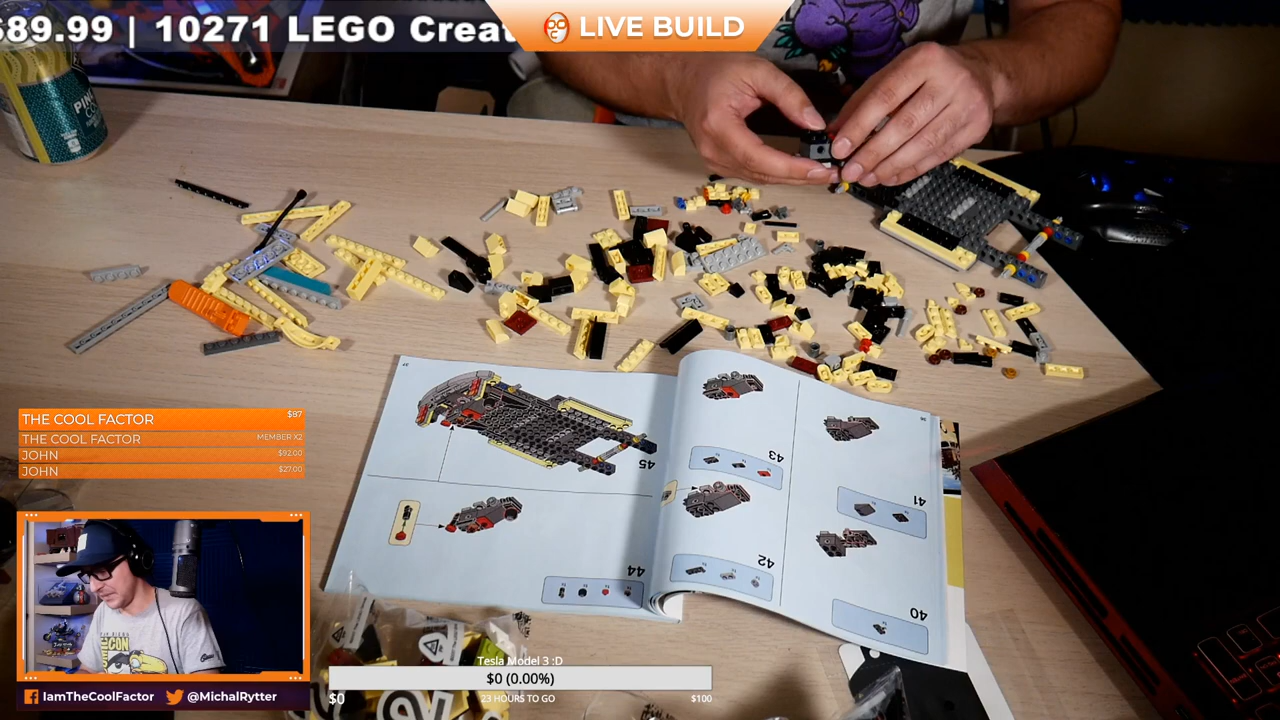 $89.99 | 10271 LEGO Creat
LIVE BUILD
45
44
43
42
41
40
THE COOL FACTOR $87
THE COOL FACTOR MEMBER X2
JOHN $92.00
JOHN $27.00
Tesla Model 3 :D
$0 (0.00%)
$0 23 HOURS TO GO $100
IamTheCoolFactor @MichalRytter